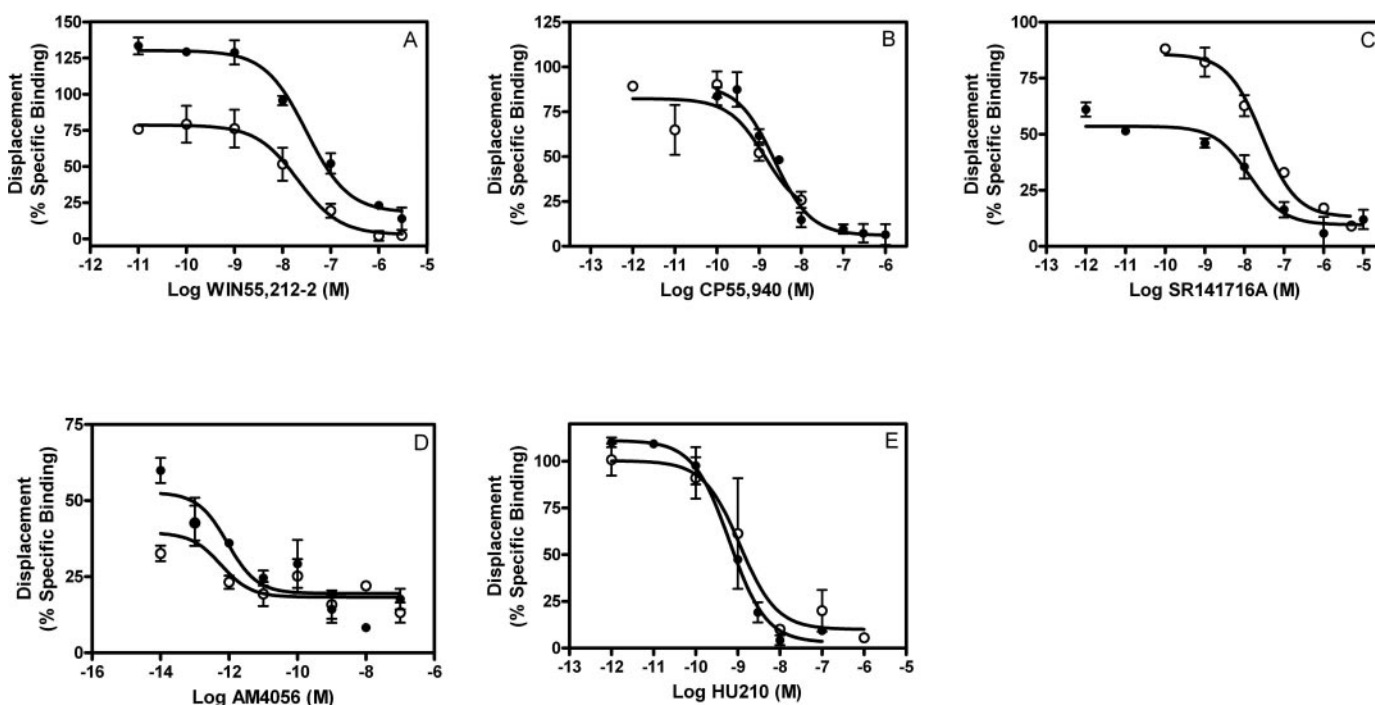 A
Displacement
(% Specific Binding)
150
125
100
75
50
25
0
-12 -11 -10 -9 -8 -7 -6 -5
Log WIN55,212-2 (M)
B
Displacement
(% Specific Binding)
125
100
75
50
25
0
-13 -12 -11 -10 -9 -8 -7 -6 -5
Log CP55,940 (M)
C
Displacement
(% Specific Binding)
100
75
50
25
0
-13 -12 -11 -10 -9 -8 -7 -6 -5
Log SR141716A (M)
D
Displacement
(% Specific Binding)
75
50
25
0
-16 -14 -12 -10 -8 -6
Log AM4056 (M)
E
Displacement
(% Specific Binding)
100
75
50
25
0
-13 -12 -11 -10 -9 -8 -7 -6 -5
Log HU210 (M)